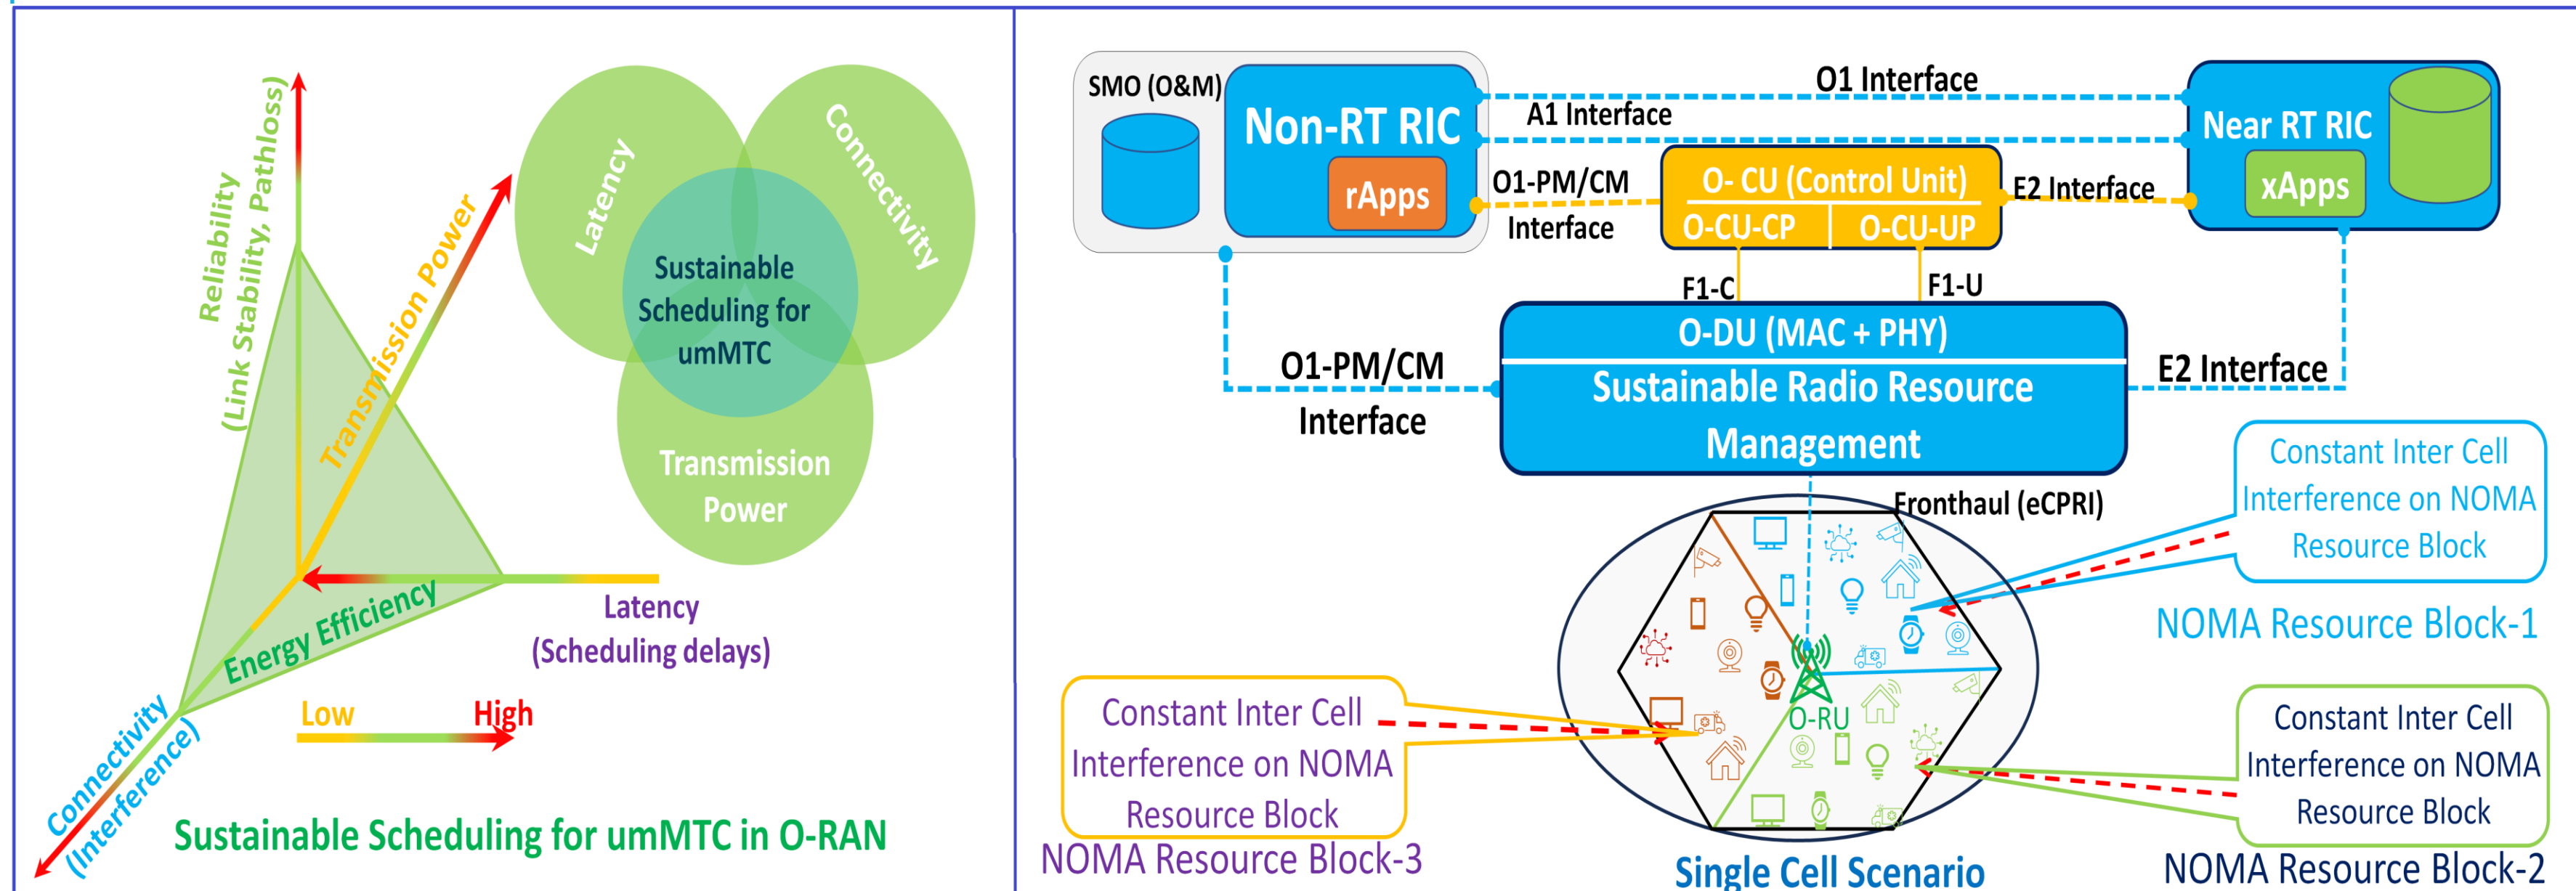 Reliability
(Link Stability, Pathloss)
Transmission Power
Latency
Connectivity
Sustainable
Scheduling for
umMTC
Transmission
Power
Energy Efficiency
Latency
(Scheduling delays)
Low
High
Connectivity
(Interference)
Sustainable Scheduling for umMTC in O-RAN
SMO (O&M)
Non-RT RIC
rApps
O1 Interface
A1 Interface
Near RT RIC
xApps
O1-PM/CM
Interface
O- CU (Control Unit)
O-CU-CP
O-CU-UP
E2 Interface
F1-C
F1-U
O-DU (MAC + PHY)
Sustainable Radio Resource
Management
O1-PM/CM
Interface
E2 Interface
Fronthaul (eCPRI)
Constant Inter Cell
Interference on NOMA
Resource Block
NOMA Resource Block-1
O-RU
Constant Inter Cell
Interference on NOMA
Resource Block
NOMA Resource Block-3
Constant Inter Cell
Interference on NOMA
Resource Block
NOMA Resource Block-2
Single Cell Scenario